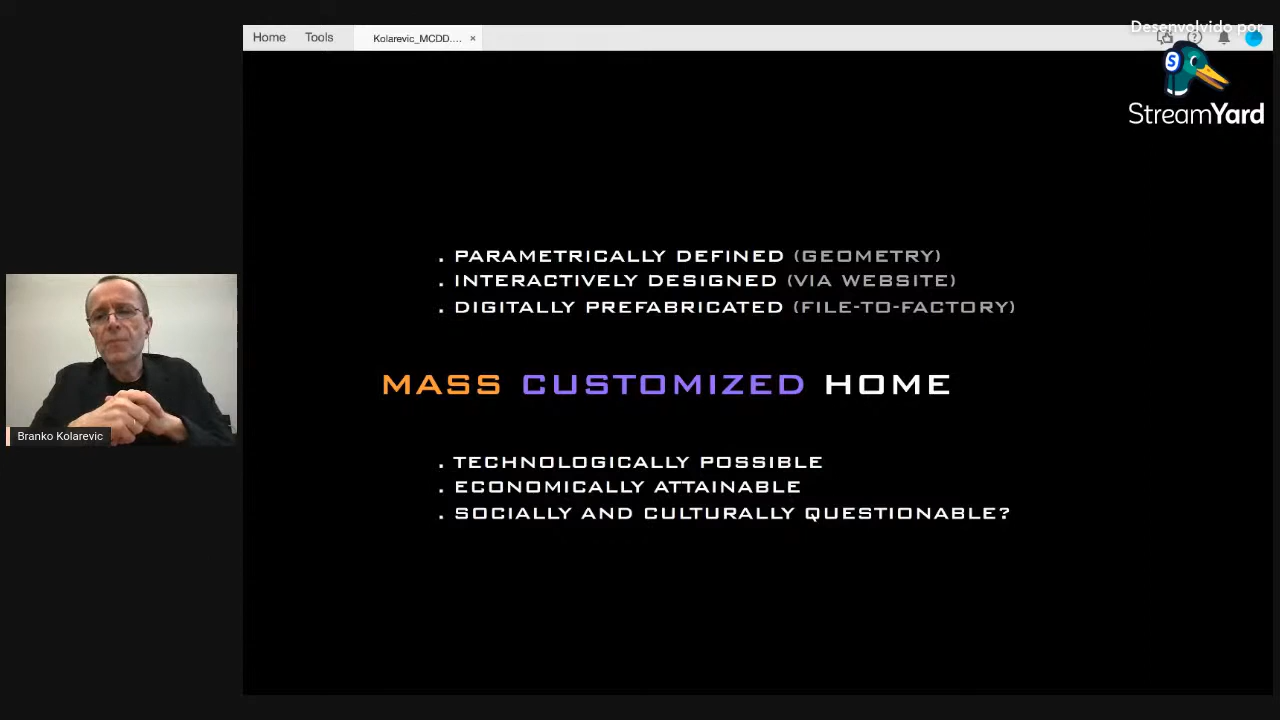 Home Tools Kolarevic_MCDD.... ×
Desenvolvido por
S
StreamYard
. PARAMETRICALLY DEFINED (GEOMETRY)
. INTERACTIVELY DESIGNED (VIA WEBSITE)
. DIGITALLY PREFABRICATED (FILE-TO-FACTORY)
MASS CUSTOMIZED HOME
Branko Kolarevic
. TECHNOLOGICALLY POSSIBLE
. ECONOMICALLY ATTAINABLE
. SOCIALLY AND CULTURALLY QUESTIONABLE?